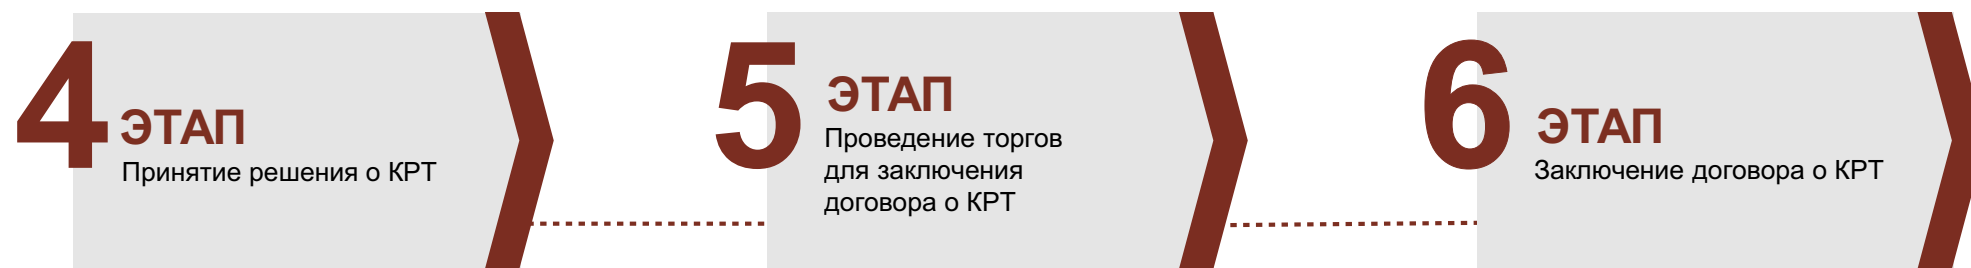 4 ЭТАП
Принятие решения о КРТ
5 ЭТАП
Проведение торгов
для заключения
договора о КРТ
6 ЭТАП
Заключение договора о КРТ